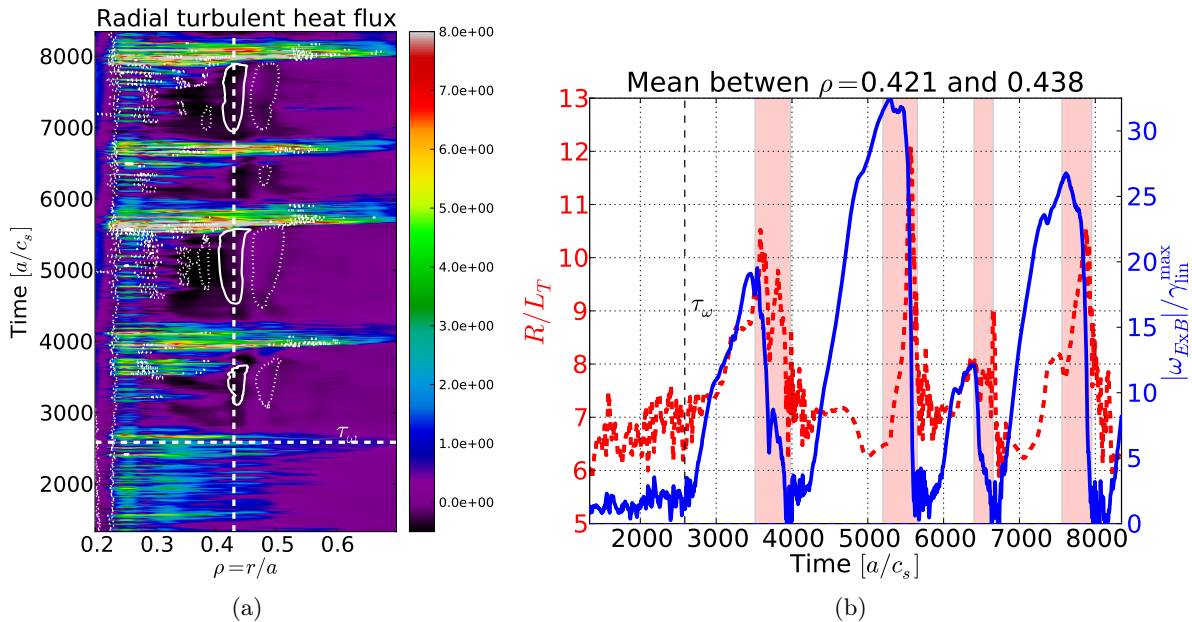 Radial turbulent heat flux
8000
7000
6000
5000
4000
3000
2000
Time [a/c_s]
0.2 0.3 0.4 0.5 0.6
ρ=r/a
τ_ω
8.0e+00
7.0e+00
6.0e+00
5.0e+00
4.0e+00
3.0e+00
2.0e+00
1.0e+00
0.0e+00
(a)
Mean betwen ρ=0.421 and 0.438
13
12
11
10
9
8
7
6
5
R/L_T
τ_ω
30
25
20
15
10
5
0
|ω_{ExB}|/γ_{lin}^{max}
2000 3000 4000 5000 6000 7000 8000
Time [a/c_s]
(b)